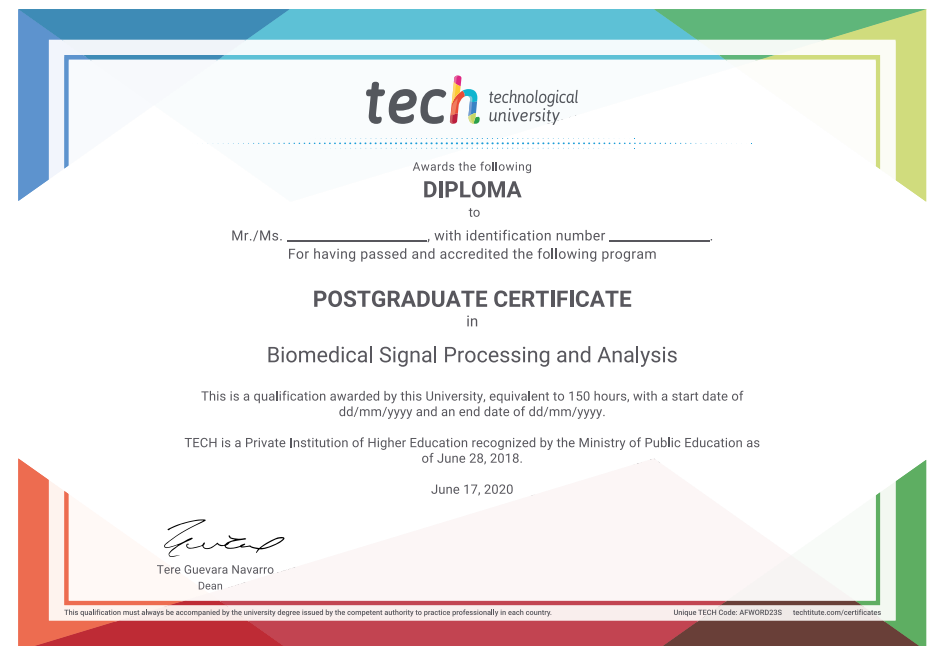 tech technological
university
Awards the following
DIPLOMA
to
Mr./Ms. ____________, with identification number ____________.
For having passed and accredited the following program
POSTGRADUATE CERTIFICATE
in
Biomedical Signal Processing and Analysis
This is a qualification awarded by this University, equivalent to 150 hours, with a start date of
dd/mm/yyyy and an end date of dd/mm/yyyy.
TECH is a Private Institution of Higher Education recognized by the Ministry of Public Education as
of June 28, 2018.
June 17, 2020
Tere Guevara Navarro
Dean
This qualification must always be accompanied by the university degree issued by the competent authority to practice professionally in each country.
Unique TECH Code: AFWORD23S techtitute.com/certificates